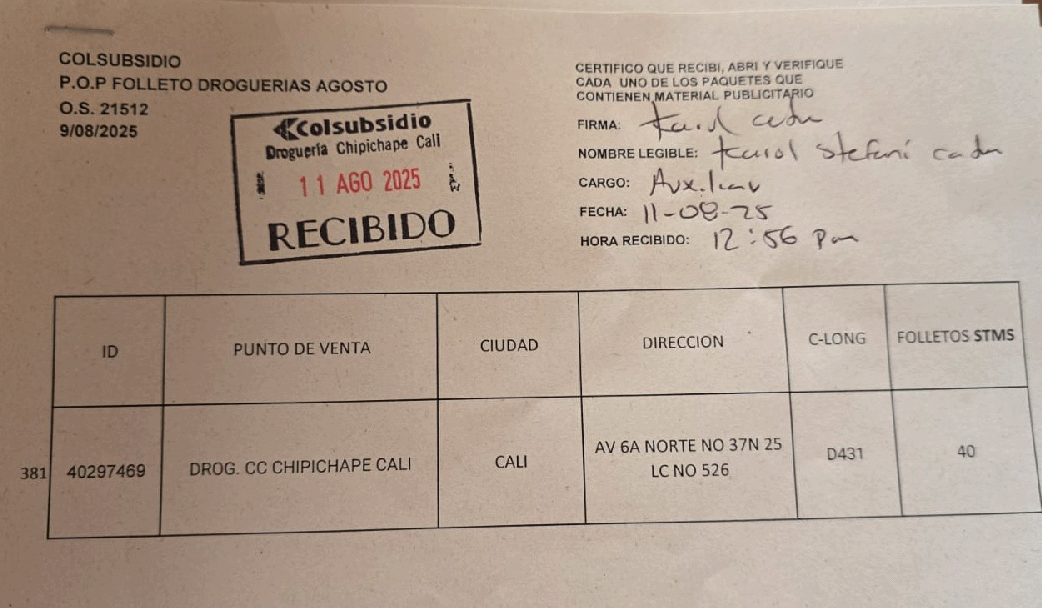 COLSUBSIDIO
P.O.P FOLLETO DROGUERIAS AGOSTO
O.S. 21512
9/08/2025
Colsubsidio
Droguería Chipichape Cali
11 AGO 2025
RECIBIDO
CERTIFICO QUE RECIBI, ABRI Y VERIFIQUE
CADA UNO DE LOS PAQUETES QUE
CONTIENEN MATERIAL PUBLICITARIO
FIRMA:
NOMBRE LEGIBLE: Karol Stefani
CARGO: Auxiliar
FECHA: 11-08-25
HORA RECIBIDO: 12:56 Pm
ID PUNTO DE VENTA CIUDAD DIRECCION C-LONG FOLLETOS STMS
381 40297469 DROG. CC CHIPICHAPE CALI CALI AV 6A NORTE NO 37N 25 D431 40
LC NO 526